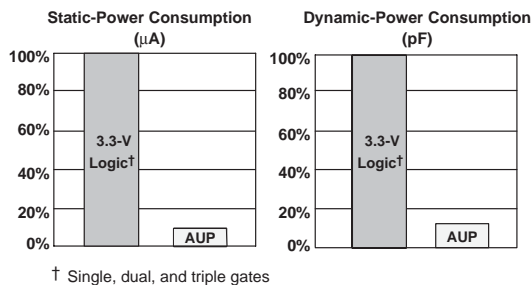 Static-Power Consumption
(μA)
100%
80%
60%
40%
20%
0%
3.3-V
Logic†
AUP
Dynamic-Power Consumption
(pF)
100%
80%
60%
40%
20%
0%
3.3-V
Logic†
AUP
† Single, dual, and triple gates